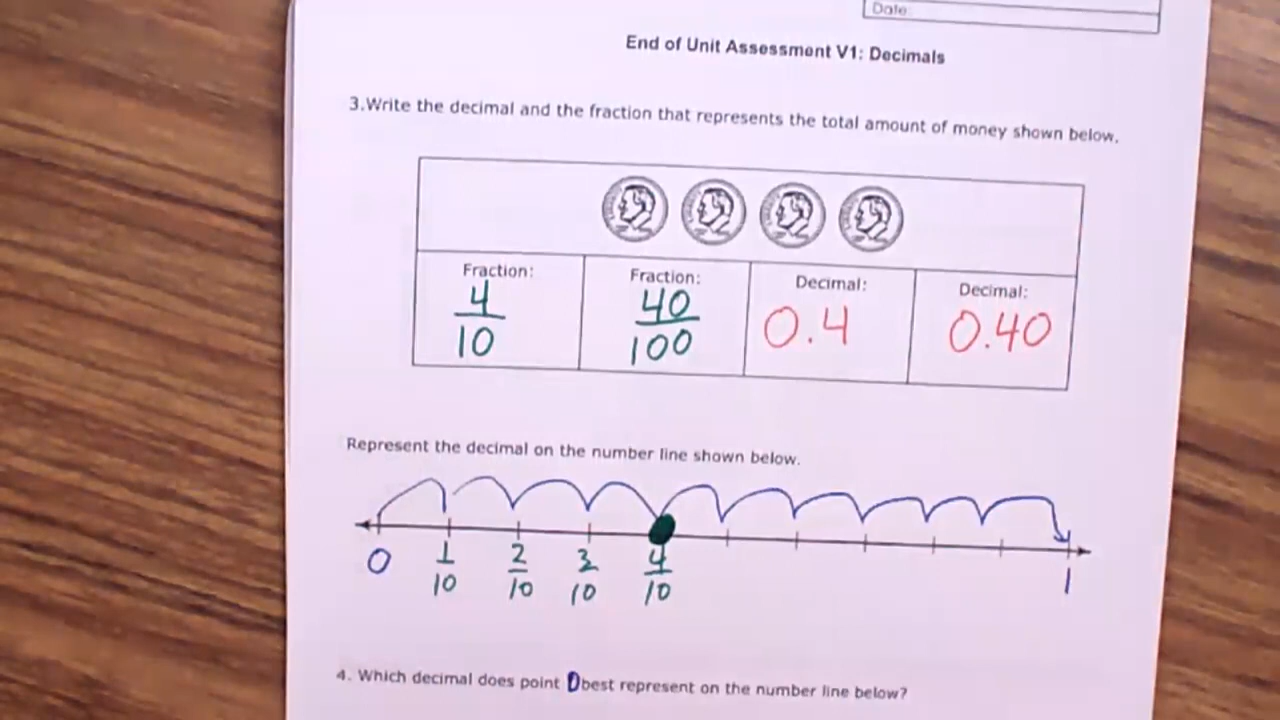 Date
End of Unit Assessment V1: Decimals
3.Write the decimal and the fraction that represents the total amount of money shown below.
Fraction: Fraction: Decimal: Decimal:
4/10 40/100 0.4 0.40
Represent the decimal on the number line shown below.
0 1/10 2/10 3/10 4/10 1
4. Which decimal does point D best represent on the number line below?